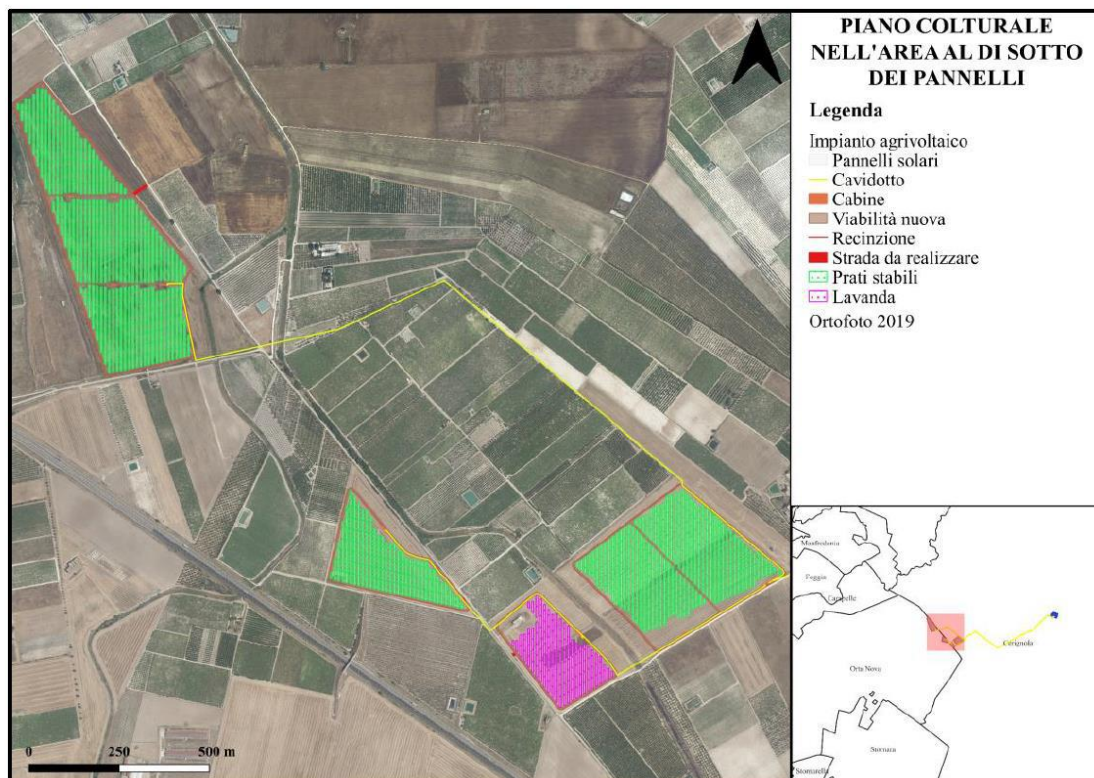 PIANO COLTURALE
NELL'AREA AL DI SOTTO
DEI PANNELLI
Legenda
Impianto agrivoltaico
Pannelli solari
Cavidotto
Cabine
Viabilità nuova
Recinzione
Strada da realizzare
Prati stabili
Lavanda
Ortofoto 2019
Manfredonia
Foggia
Carapelle
Cerignola
Orta Nova
Stornara
Stornarella
0 250 500 m